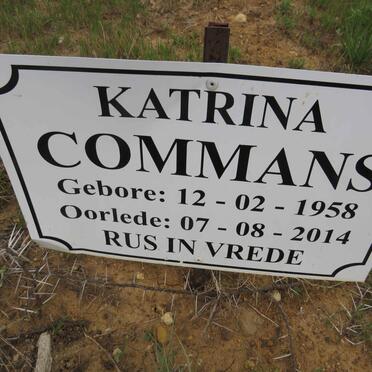 KATRINA
COMMANS
Gebore: 12 - 02 - 1958
Oorlede: 07 - 08 - 2014
RUS IN VREDE